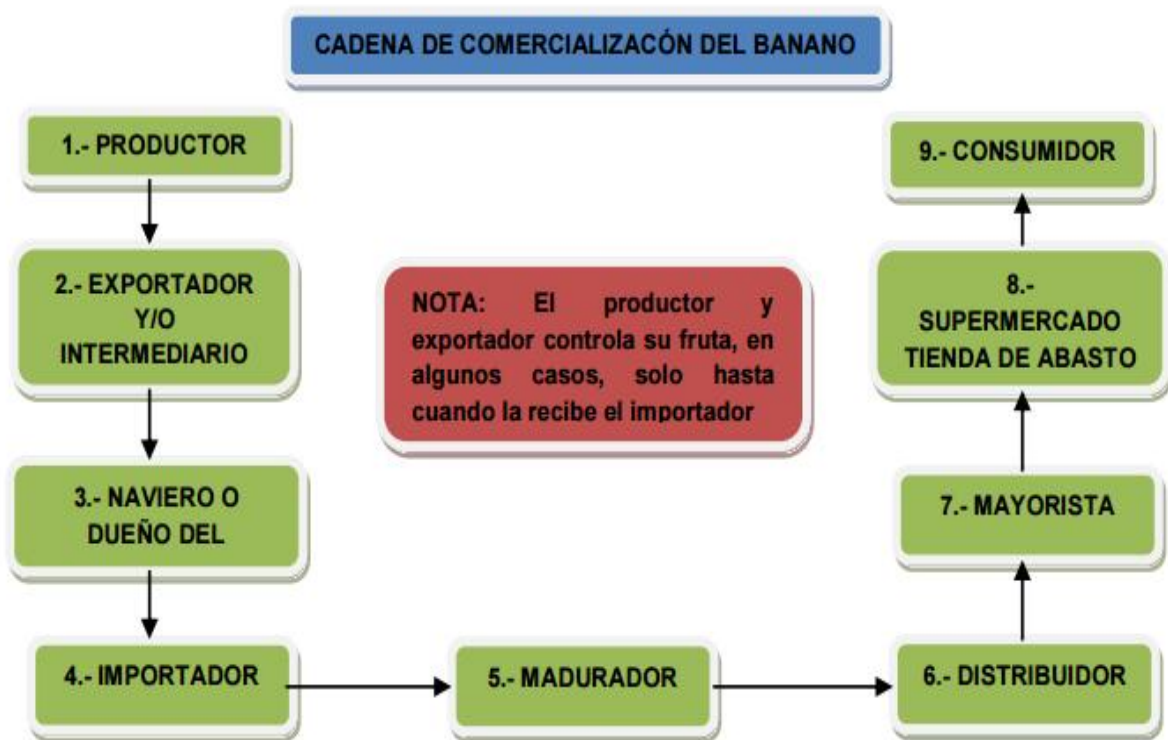 CADENA DE COMERCIALIZACÓN DEL BANANO
1.- PRODUCTOR
2.- EXPORTADOR
Y/O
INTERMEDIARIO
3.- NAVIERO O
DUEÑO DEL
4.- IMPORTADOR
5.- MADURADOR
6.- DISTRIBUIDOR
7.- MAYORISTA
8.-
SUPERMERCADO
TIENDA DE ABASTO
9.- CONSUMIDOR
NOTA: El productor y
exportador controla su fruta, en
algunos casos, solo hasta
cuando la recibe el importador